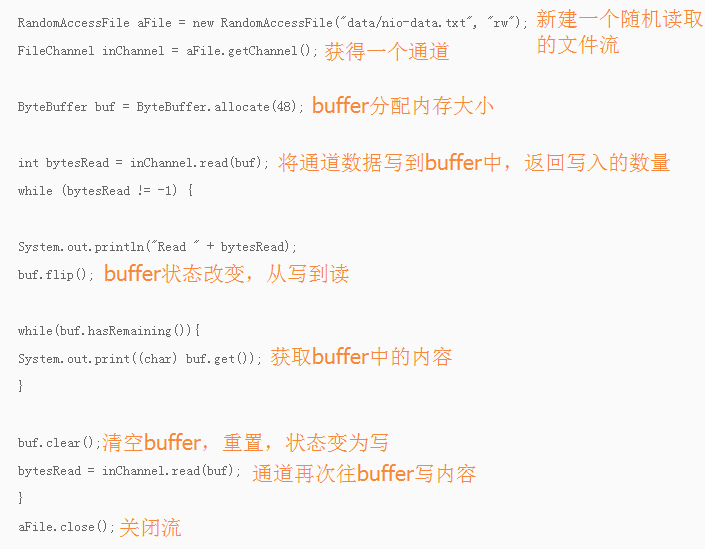 RandomAccessFile aFile = new RandomAccessFile("data/nio-data.txt", "rw"); 新建一个随机读取
的文件流
FileChannel inChannel = aFile.getChannel(); 获得一个通道
ByteBuffer buf = ByteBuffer.allocate(48); buffer分配内存大小
int bytesRead = inChannel.read(buf); 将通道数据写到buffer中，返回写入的数量
while (bytesRead != -1) {
System.out.println("Read " + bytesRead);
buf.flip(); buffer状态改变，从写到读
while(buf.hasRemaining()){
System.out.print((char) buf.get()); 获取buffer中的内容
}
buf.clear();清空buffer，重置，状态变为写
bytesRead = inChannel.read(buf); 通道再次往buffer写内容
}
aFile.close(); 关闭流